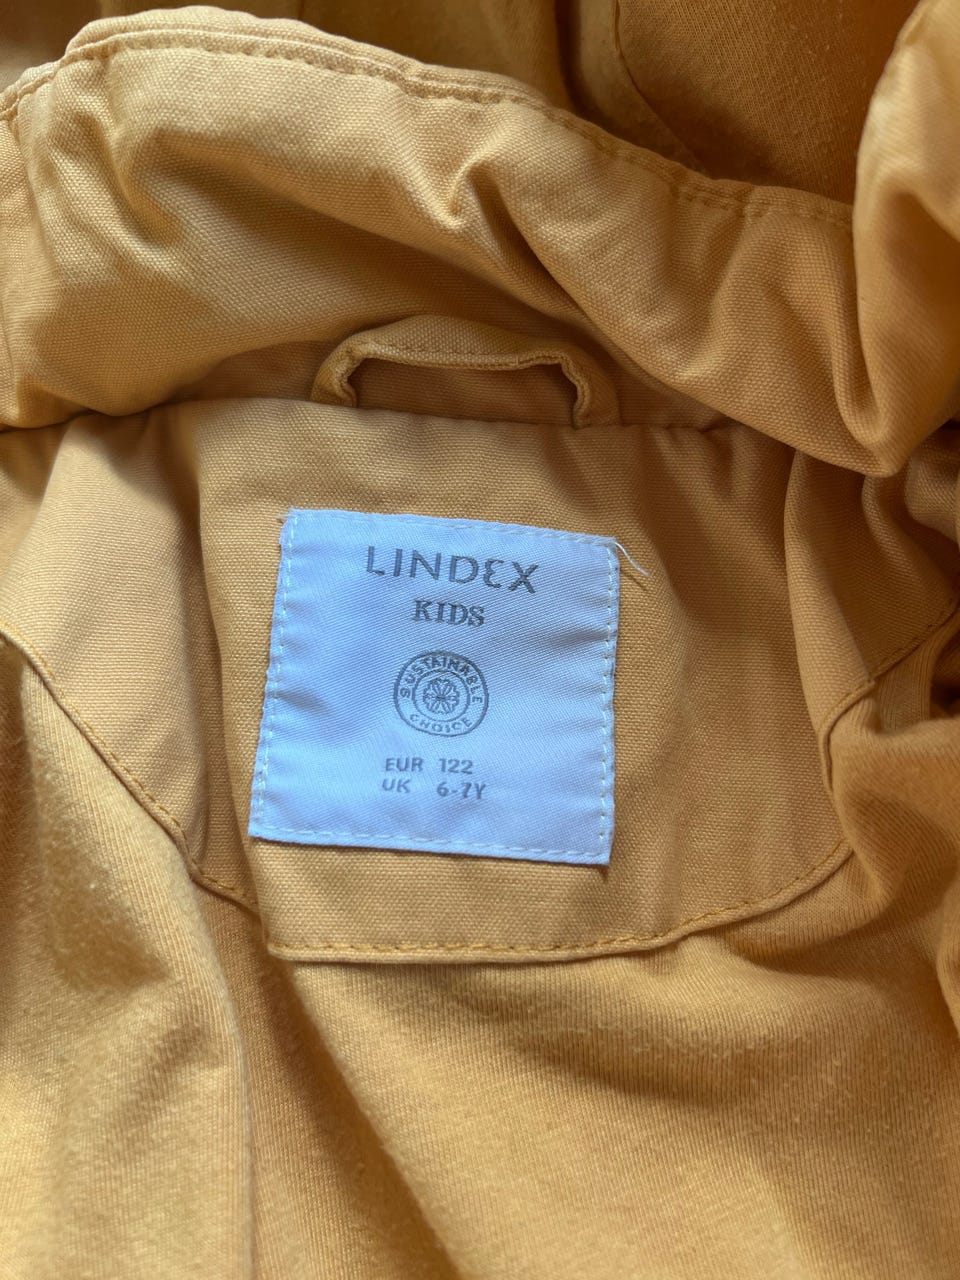 LINDEX
KIDS
SUSTAINABLE
CHOICE
EUR 122
UK 6-7Y